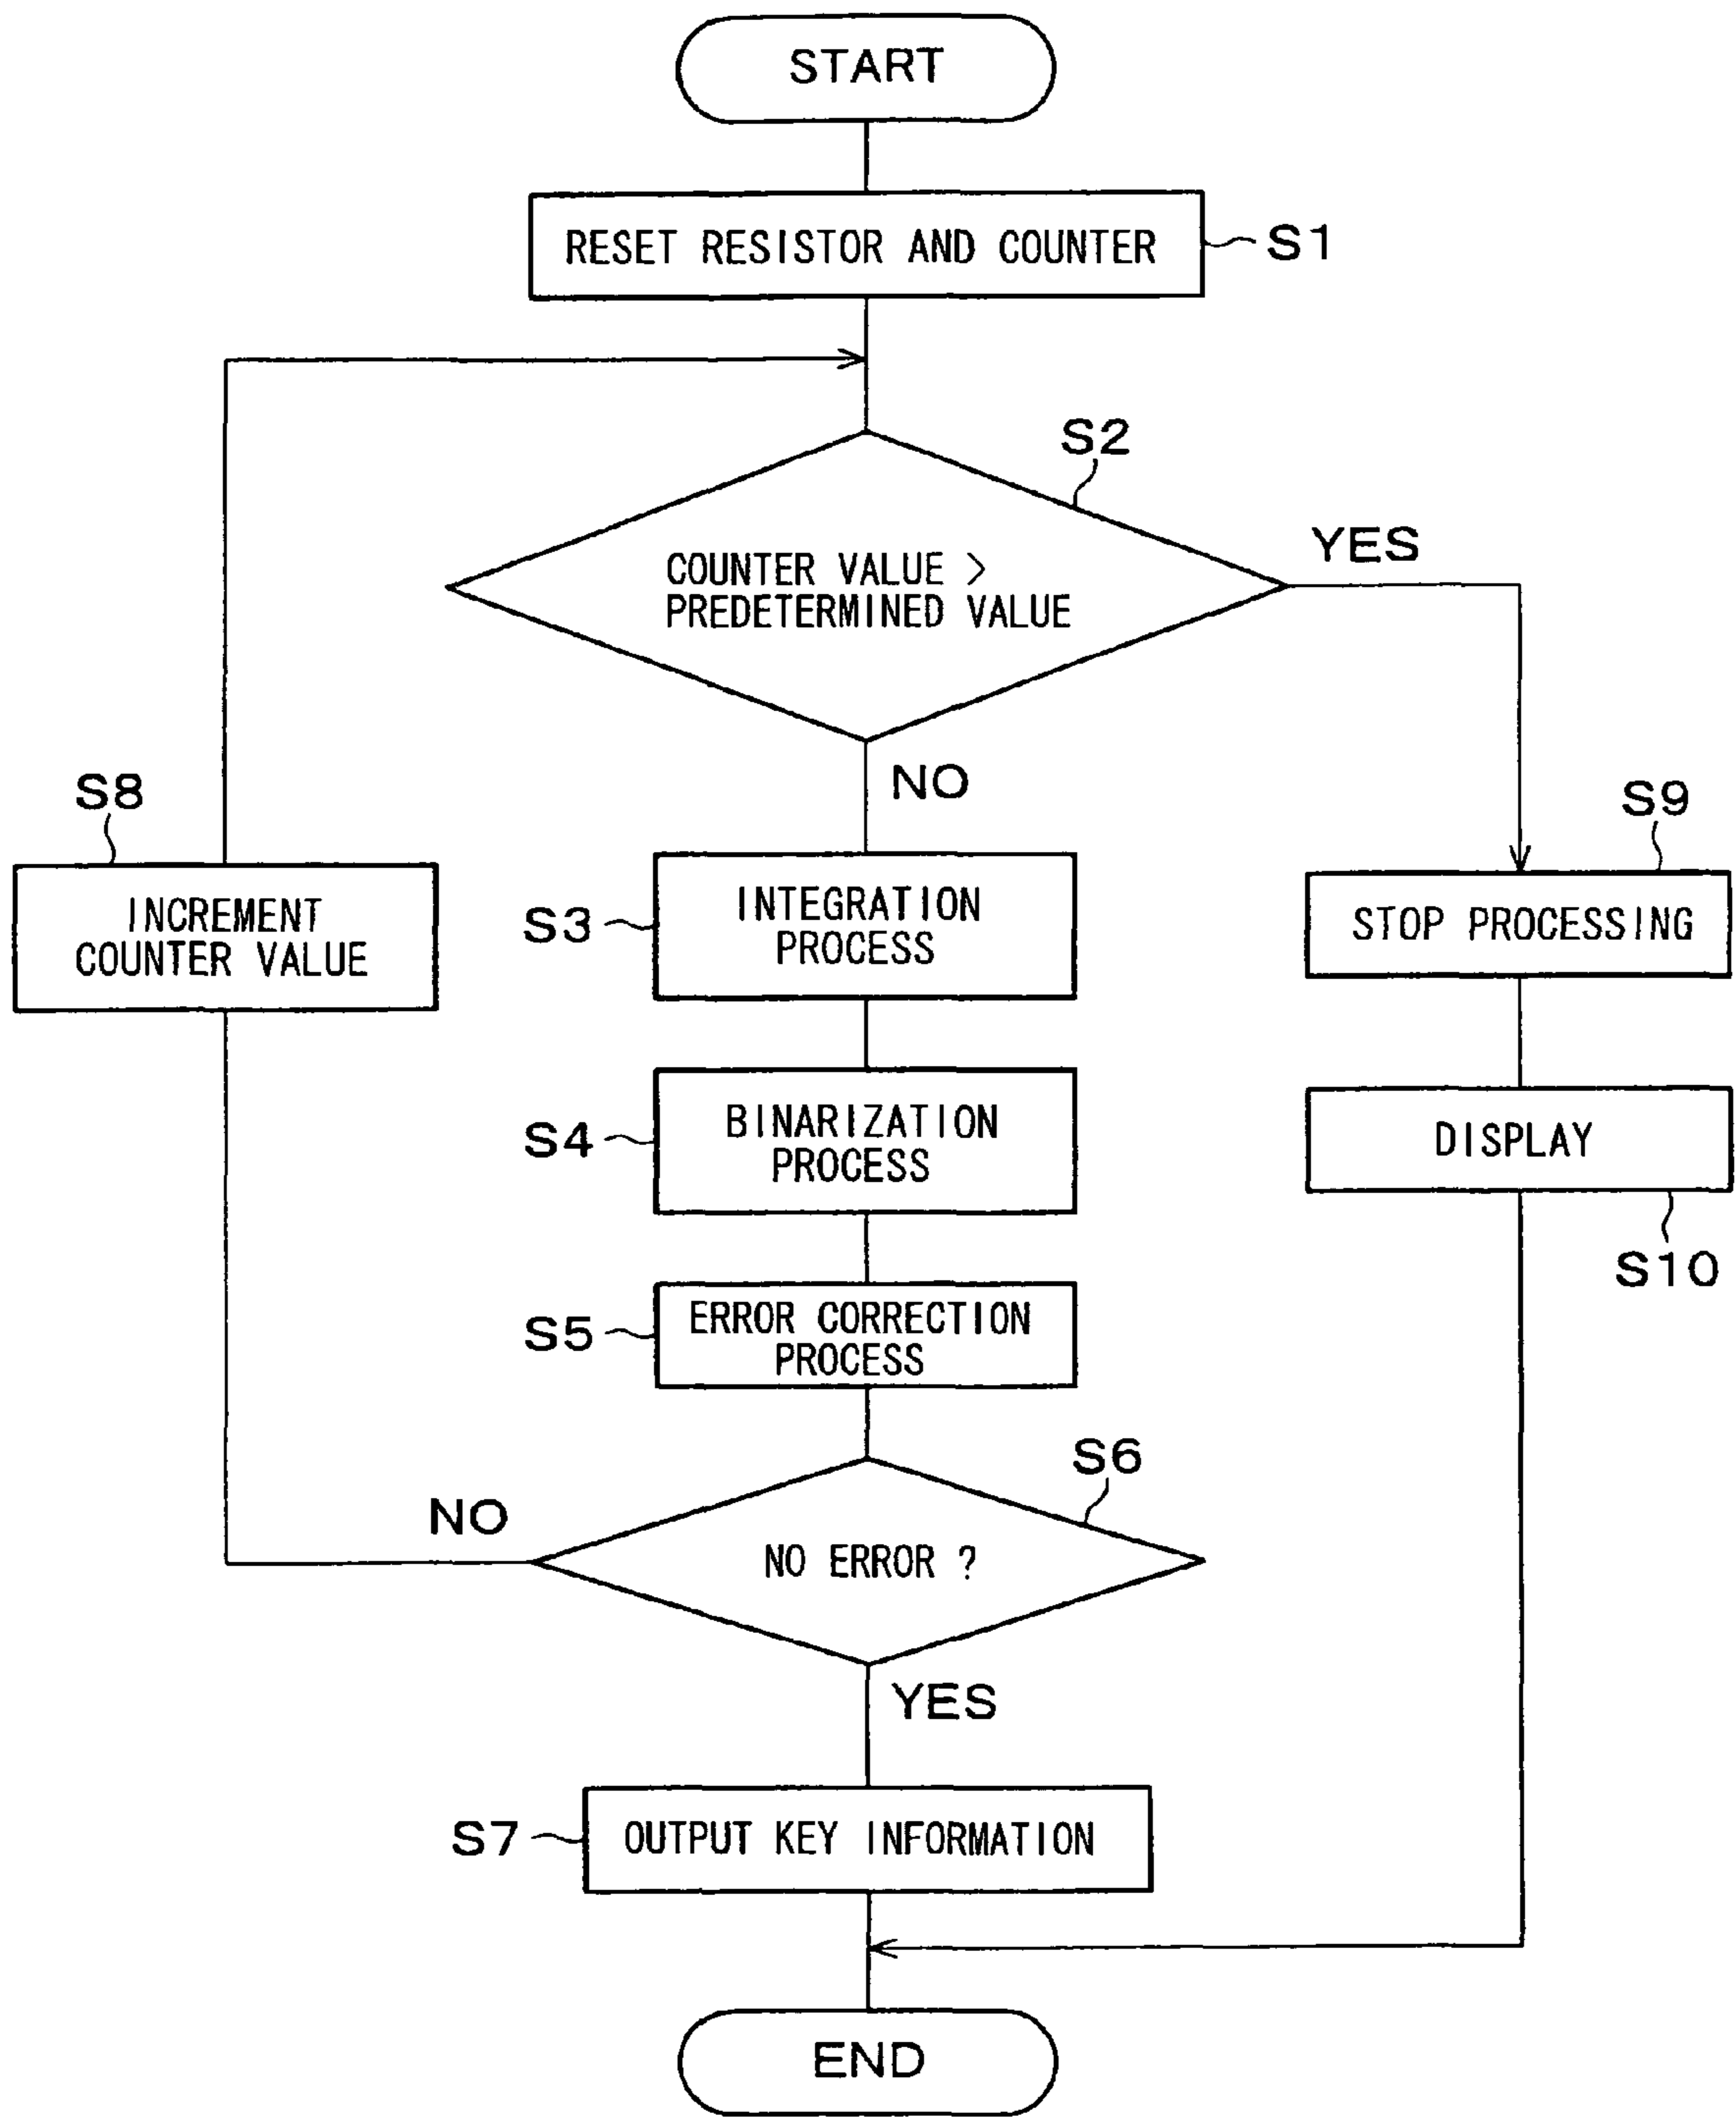 START
RESET RESISTOR AND COUNTER
S1
S2
COUNTER VALUE >
PREDETERMINED VALUE
YES
NO
S8
INCREMENT
COUNTER VALUE
S3
INTEGRATION
PROCESS
S9
STOP PROCESSING
S4
BINARIZATION
PROCESS
DISPLAY
S10
S5
ERROR CORRECTION
PROCESS
S6
NO
NO ERROR ?
YES
S7
OUTPUT KEY INFORMATION
END